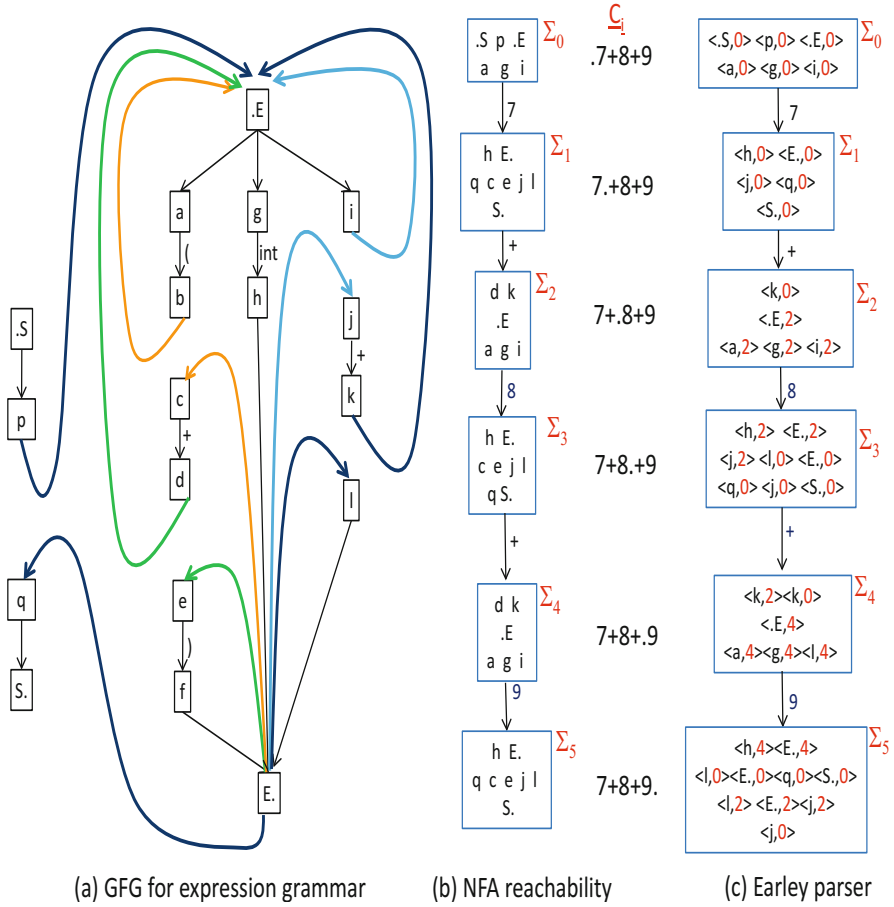 .E
a
g
i
(
int
b
h
j
+
k
.S
p
c
+
d
l
q
S.
e
)
f
E.
(a) GFG for expression grammar
.S p .E
a g i
Σ0
7
h E.
q c e j l
S.
Σ1
+
d k
.E
a g i
Σ2
8
h E.
c e j l
q S.
Σ3
+
d k
.E
a g i
Σ4
9
h E.
q c e j l
S.
Σ5
(b) NFA reachability
Ci
.7+8+9
7.+8+9
7+.8+9
7+8.+9
7+8+.9
7+8+9.
<.S,0> <p,0> <.E,0>
<a,0> <g,0> <i,0>
Σ0
7
<h,0> <E.,0>
<j,0> <q,0>
<S.,0>
Σ1
+
<k,0>
<.E,2>
<a,2> <g,2> <i,2>
Σ2
8
<h,2> <E.,2>
<j,2> <l,0> <E.,0>
<q,0> <j,0> <S.,0>
Σ3
+
<k,2><k,0>
<.E,4>
<a,4><g,4><l,4>
Σ4
9
<h,4><E.,4>
<l,0><E.,0><q,0><S.,0>
<l,2> <E.,2><j,2>
<j,0>
Σ5
(c) Earley parser